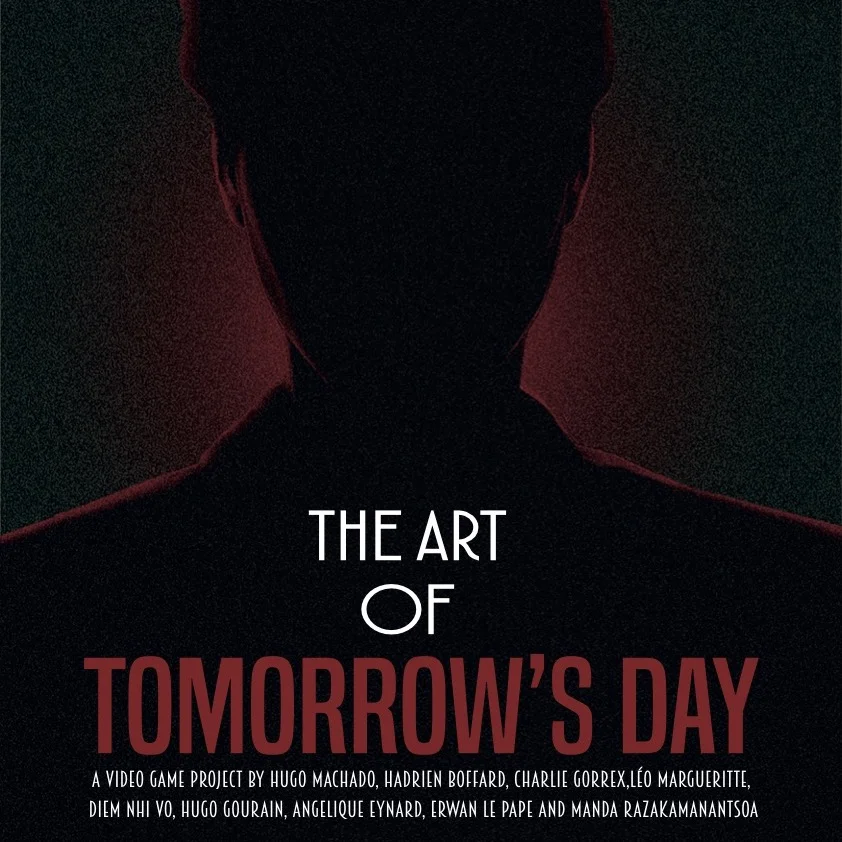 THE ART
OF
TOMORROW'S DAY
A VIDEO GAME PROJECT BY HUGO MACHADO, HADRIEN BOFFARD, CHARLIE GORREX,LÉO MARGUERITTE,
DIEM NHI VO, HUGO GOURAIN, ANGELIQUE EYNARD, ERWAN LE PAPE AND MANDA RAZAKAMANANTSOA